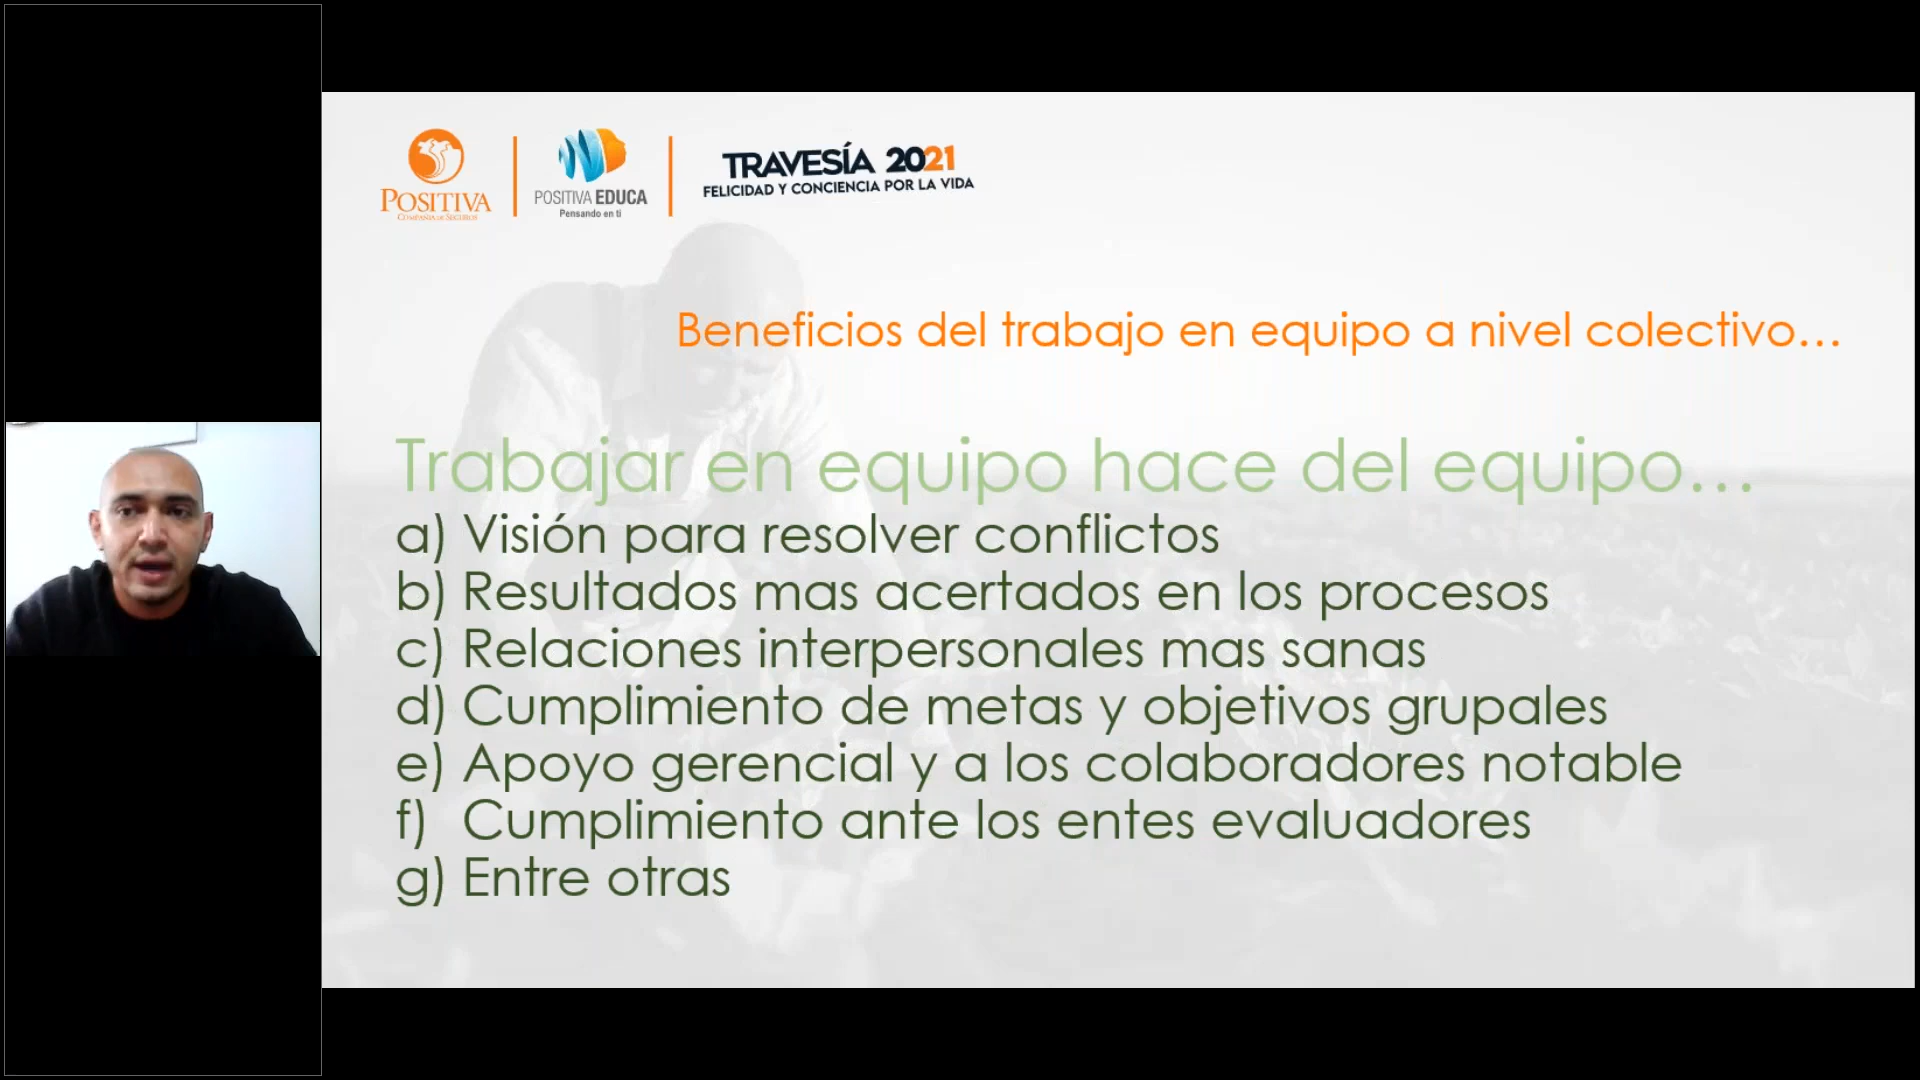 POSITIVA
COMPAÑÍA DE SEGUROS
POSITIVA EDUCA
Pensando en ti
TRAVESÍA 2021
FELICIDAD Y CONCIENCIA POR LA VIDA
Beneficios del trabajo en equipo a nivel colectivo...
Trabajar en equipo hace del equipo...
a) Visión para resolver conflictos
b) Resultados mas acertados en los procesos
c) Relaciones interpersonales mas sanas
d) Cumplimiento de metas y objetivos grupales
e) Apoyo gerencial y a los colaboradores notable
f) Cumplimiento ante los entes evaluadores
g) Entre otras